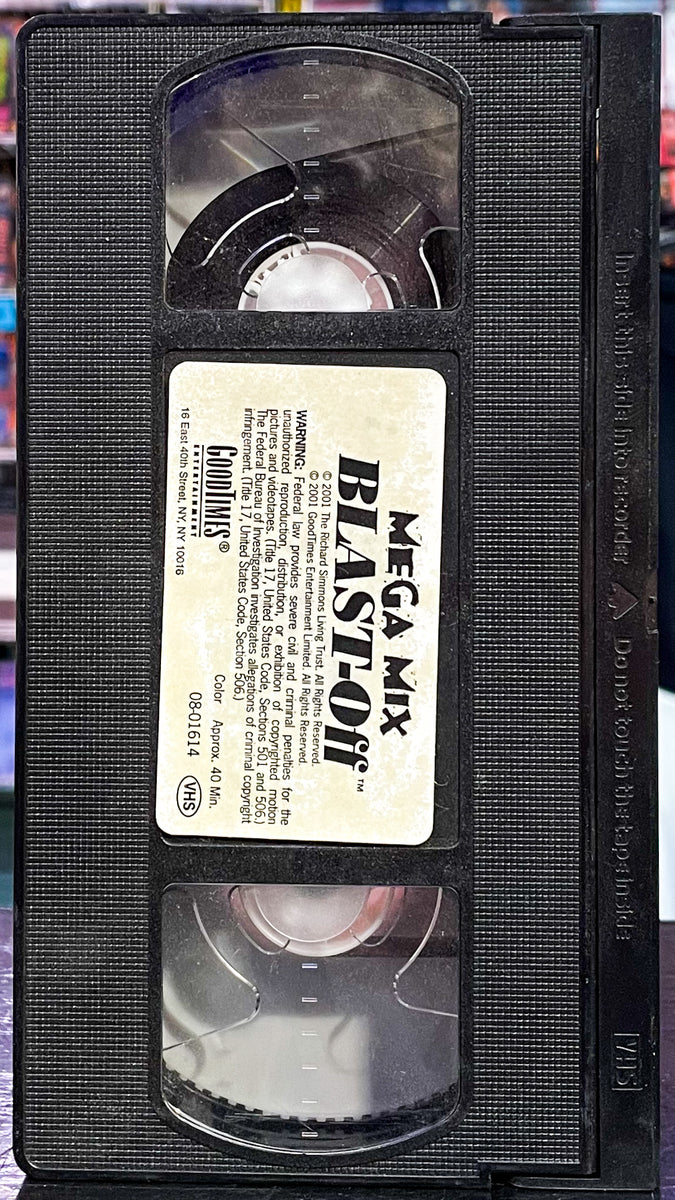 Insert this side into recorder △ Do not touch the tape inside
VHS
MEGA MIX
BLAST-Off™
© 2001 The Richard Simmons Living Trust. All Rights Reserved.
© 2001 GoodTimes Entertainment Limited. All Rights Reserved.
WARNING: Federal law provides severe civil and criminal penalties for the
unauthorized reproduction, distribution, or exhibition of copyrighted motion
pictures and videotapes. (Title 17, United States Code, Sections 501 and 506.)
The Federal Bureau of Investigation investigates allegations of criminal copyright
infringement. (Title 17, United States Code, Section 506.)
GOODTIMES®
ENTERTAINMENT
16 East 40th Street, NY, NY 10016
Color Approx. 40 Min.
08-01614
VHS